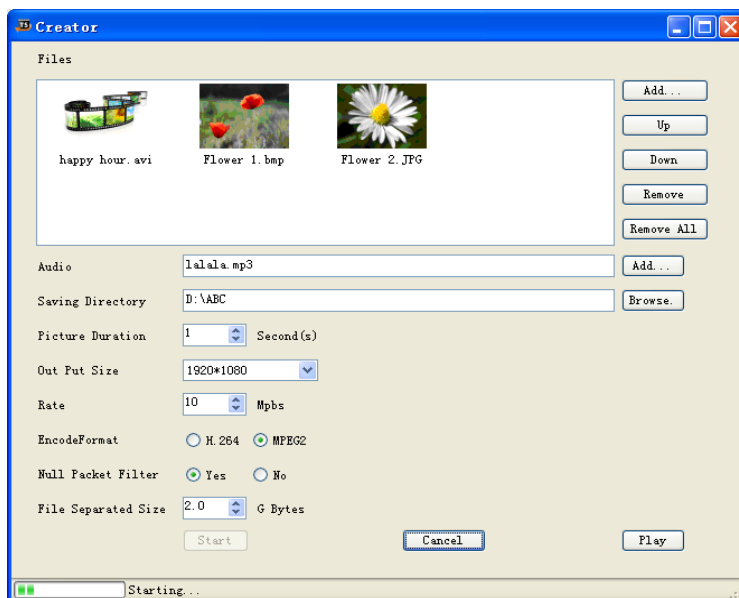 TS Creator
Files
Add...
Up
Down
Remove
Remove All
happy hour.avi Flower 1.bmp Flower 2.JPG
Audio lalala.mp3 Add...
Saving Directory D:\ABC Browse.
Picture Duration 1 Second(s)
Out Put Size 1920*1080
Rate 10 Mpbs
EncodeFormat H.264 MPEG2
Null Packet Filter Yes No
File Separated Size 2.0 G Bytes
Start Cancel Play
Starting...